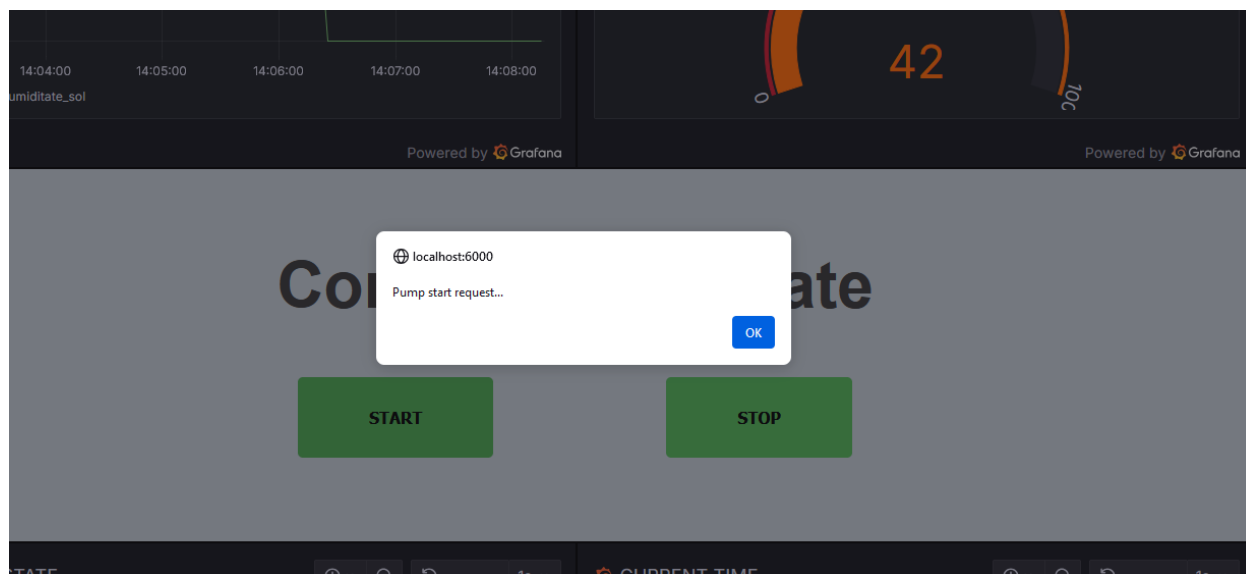 42
0
100
14:04:00 14:05:00 14:06:00 14:07:00 14:08:00
umiditate_sol
Powered by Grafana
Powered by Grafana
localhost:6000
Pump start request...
OK
Co ate
START STOP
STATE
CURRENT TIME